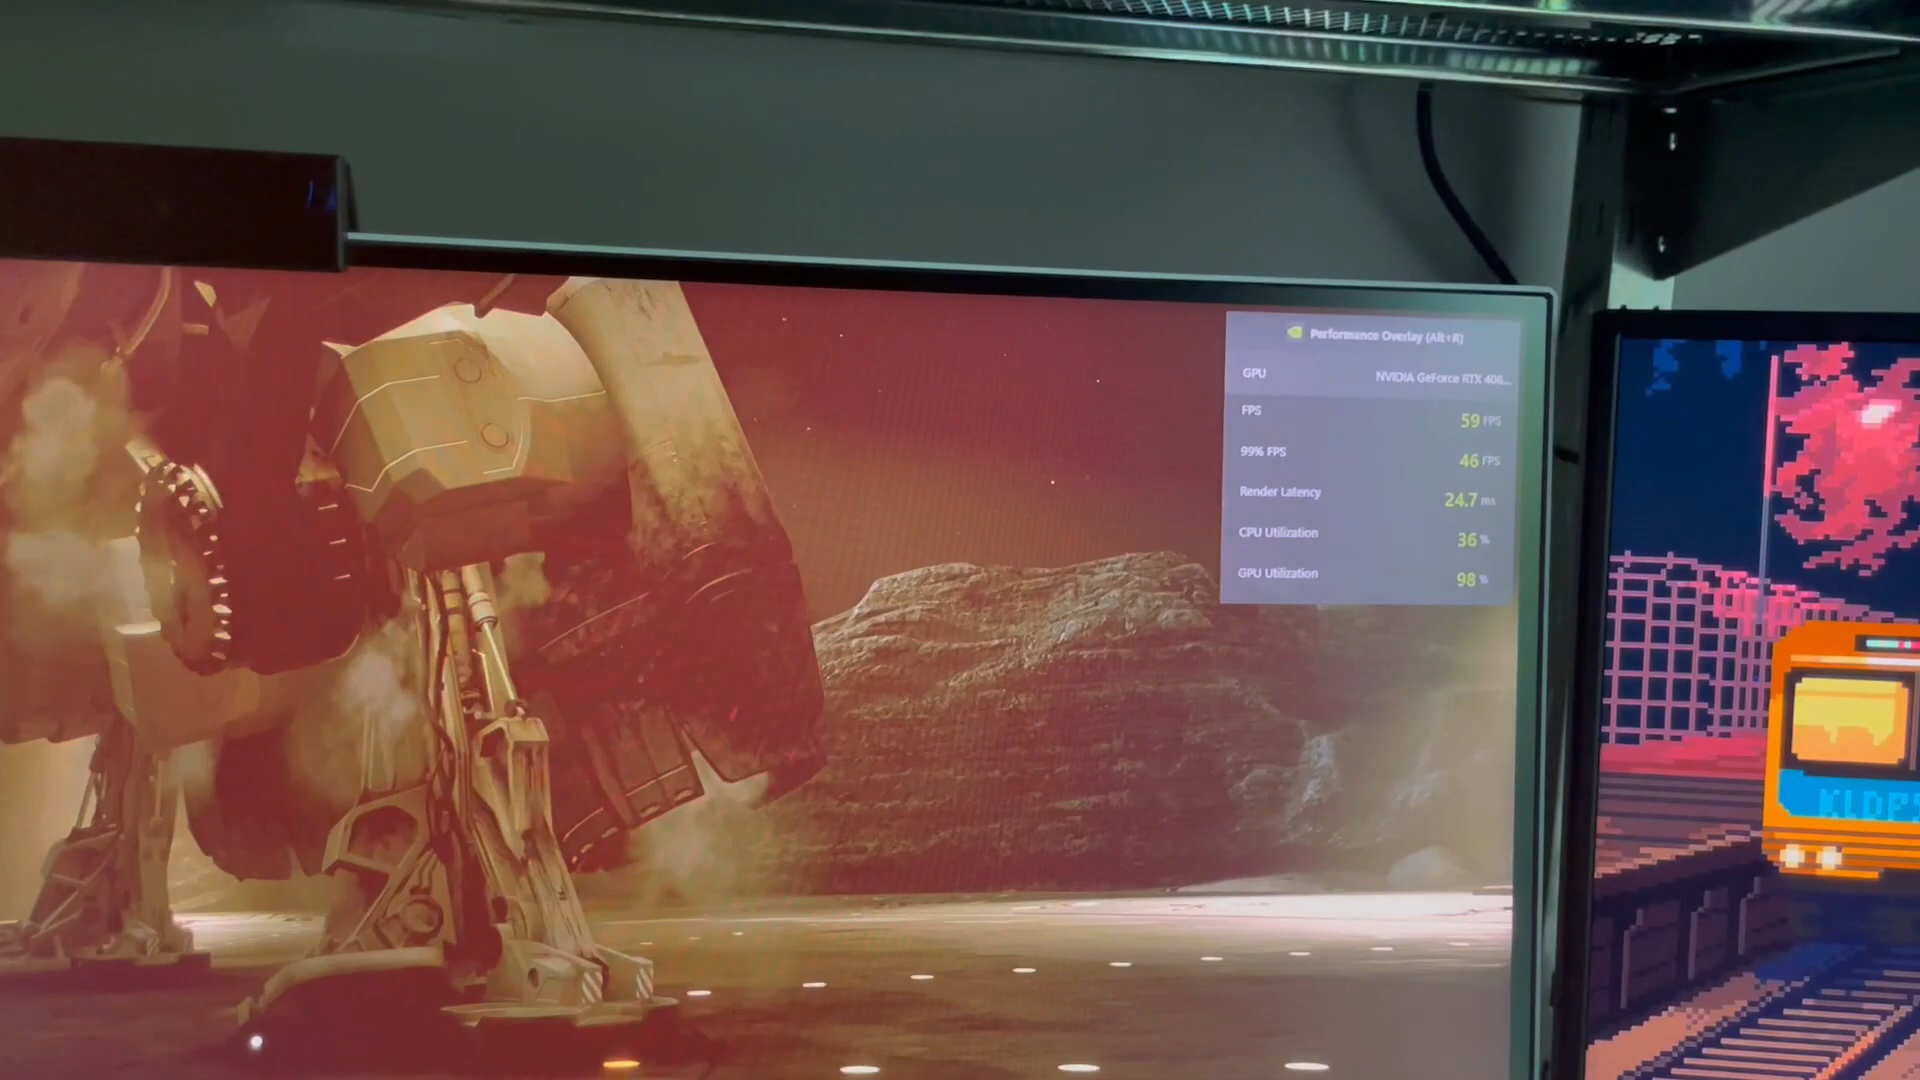 Performance Overlay (Alt+R)
GPU NVIDIA GeForce RTX 408...
FPS 59 FPS
99% FPS 46 FPS
Render Latency 24.7 ms
CPU Utilization 36 %
GPU Utilization 98 %